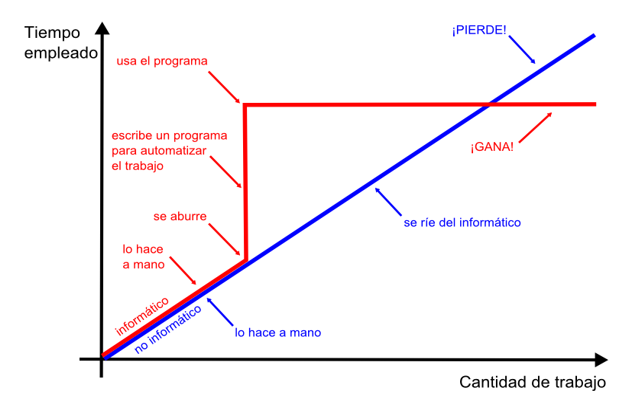 Tiempo
empleado
¡PIERDE!
usa el programa
escribe un programa
para automatizar
el trabajo
¡GANA!
se aburre
se ríe del informático
lo hace
a mano
informático
no informático
lo hace a mano
Cantidad de trabajo